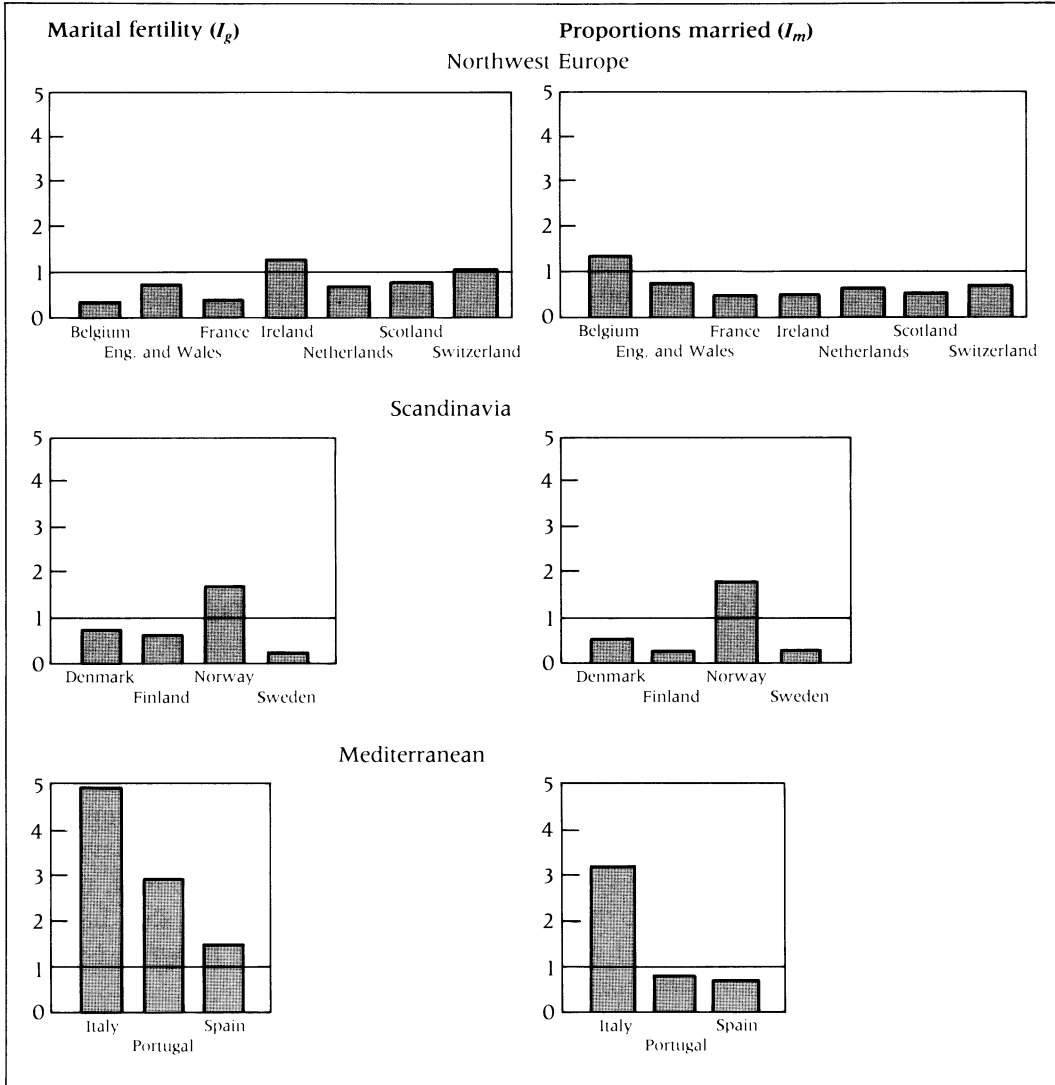 Marital fertility (Ig) Proportions married (Im)
Northwest Europe
5 5
4 4
3 3
2 2
1 1
0 0
Belgium France Ireland Scotland Belgium France Ireland Scotland
Eng. and Wales Netherlands Switzerland Eng. and Wales Netherlands Switzerland
Scandinavia
5 5
4 4
3 3
2 2
1 1
0 0
Denmark Norway Denmark Norway
Finland Sweden Finland Sweden
Mediterranean
5 5
4 4
3 3
2 2
1 1
0 0
Italy Spain Italy Spain
Portugal Portugal